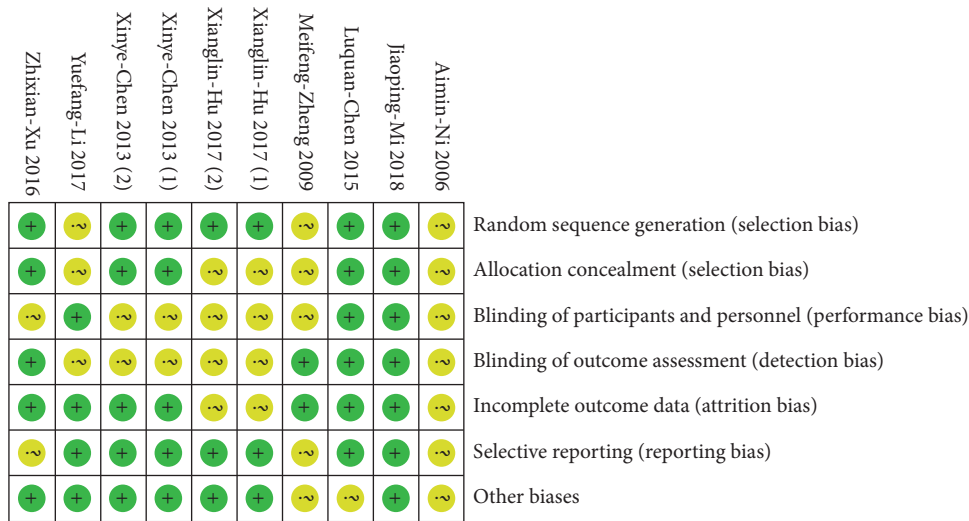 Zhixian-Xu 2016
Yuefang-Li 2017
Xinye-Chen 2013 (2)
Xinye-Chen 2013 (1)
Xianglin-Hu 2017 (2)
Xianglin-Hu 2017 (1)
Meifeng-Zheng 2009
Luquan-Chen 2015
Jiaoping-Mi 2018
Aimin-Ni 2006
+ ? + + + + ? + + ? Random sequence generation (selection bias)
+ ? + + ? ? ? + + ? Allocation concealment (selection bias)
? + ? ? ? ? ? + + ? Blinding of participants and personnel (performance bias)
+ ? ? ? ? ? + + + ? Blinding of outcome assessment (detection bias)
+ + + + ? ? + + + ? Incomplete outcome data (attrition bias)
? + + + + + ? + + ? Selective reporting (reporting bias)
+ + + + + + ? ? + ? Other biases